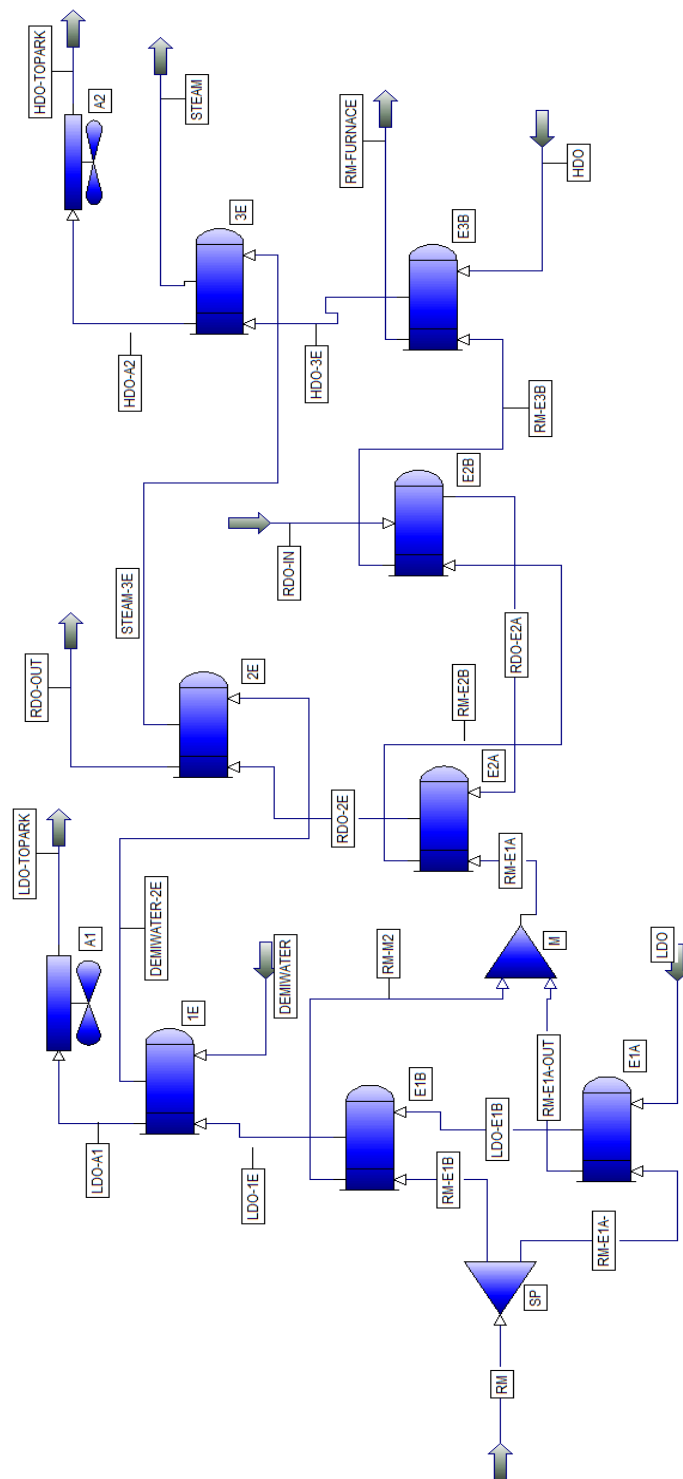 HDO-TOPARK
A2
STEAM
3E
RM-FURNACE
E3B
HDO
HDO-A2
HDO-3E
RM-E3B
E2B
RDO-IN
STEAM-3E
RDO-OUT
2E
RM-E2B
RDO-E2A
E2A
RDO-2E
RM-E1A
LDO-TOPARK
A1
DEMIWATER-2E
1E
DEMIWATER
RM-M2
M
LDO
LDO-A1
LDO-1E
E1B
RM-E1B
LDO-E1B
RM-E1A-OUT
E1A
RM-E1A-
SP
RM